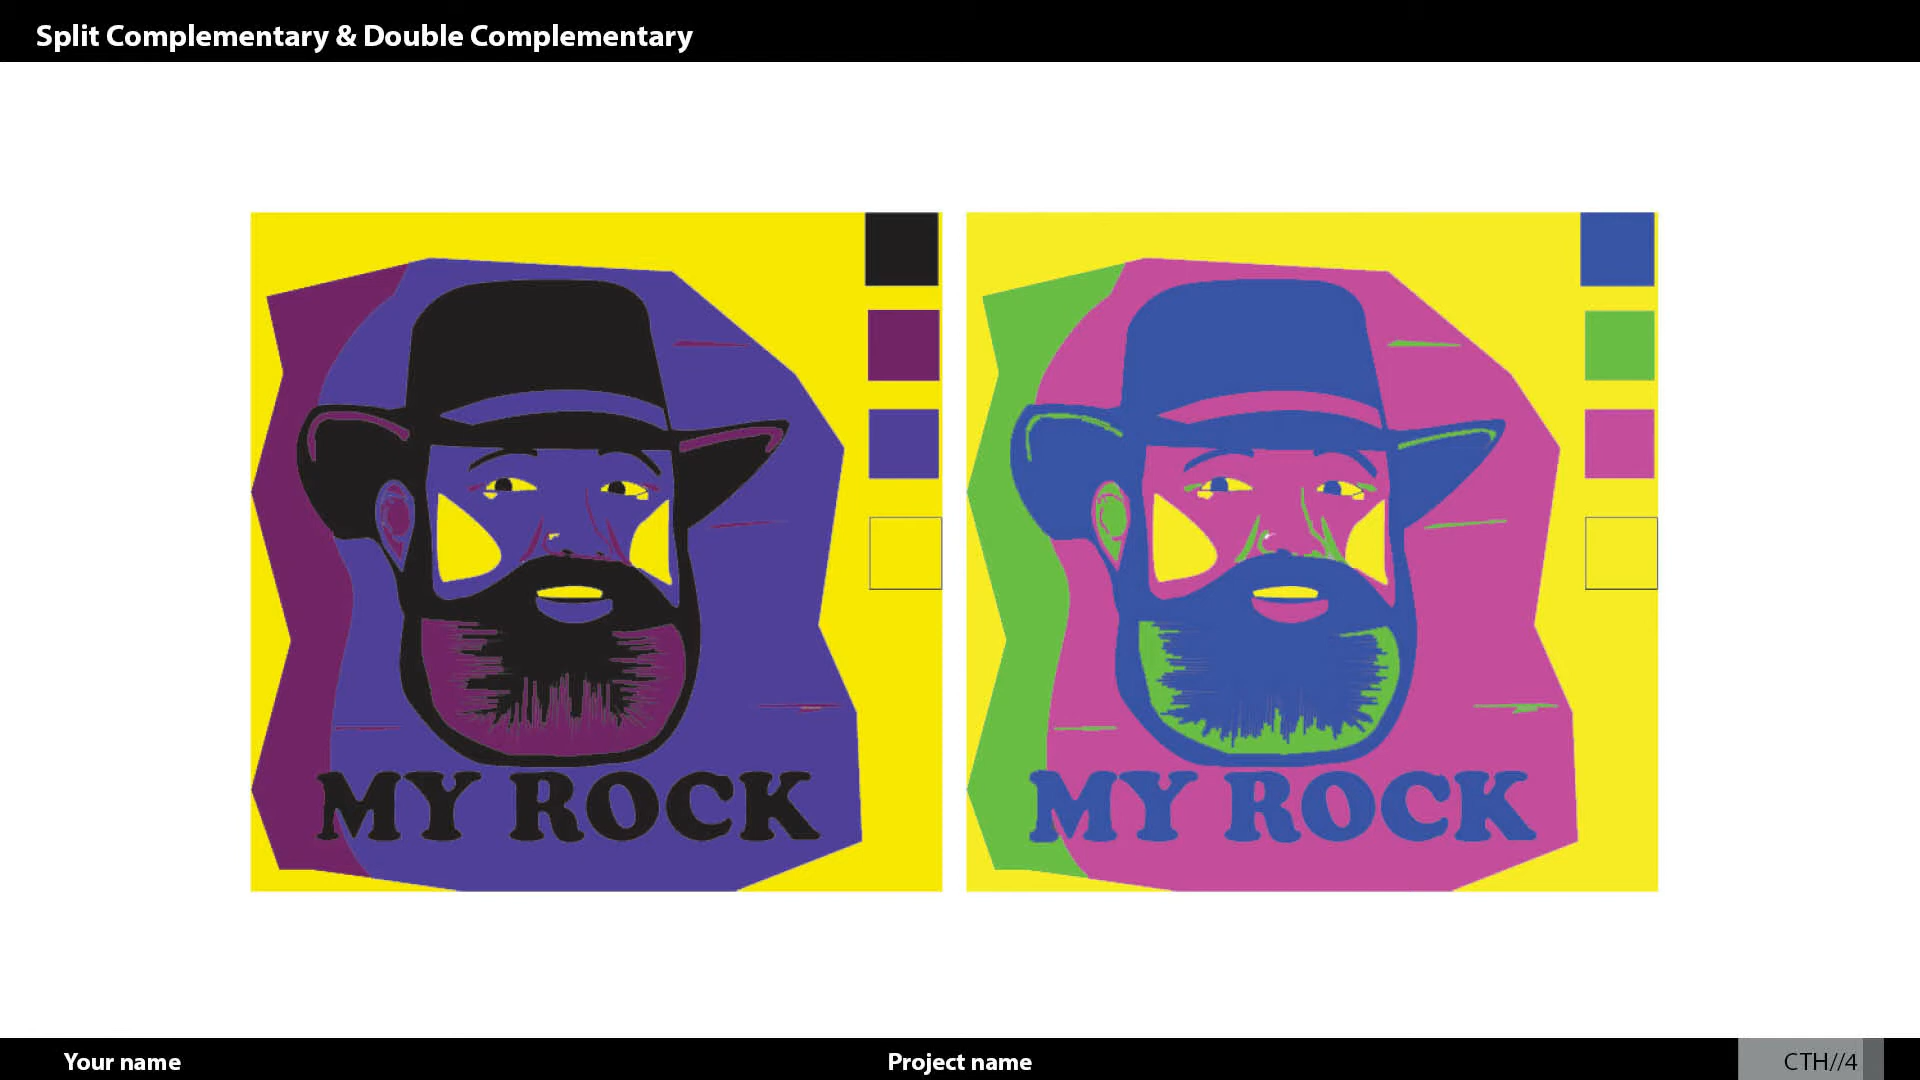 Split Complementary & Double Complementary
MY ROCK
MY ROCK
Your name
Project name
CTH//4